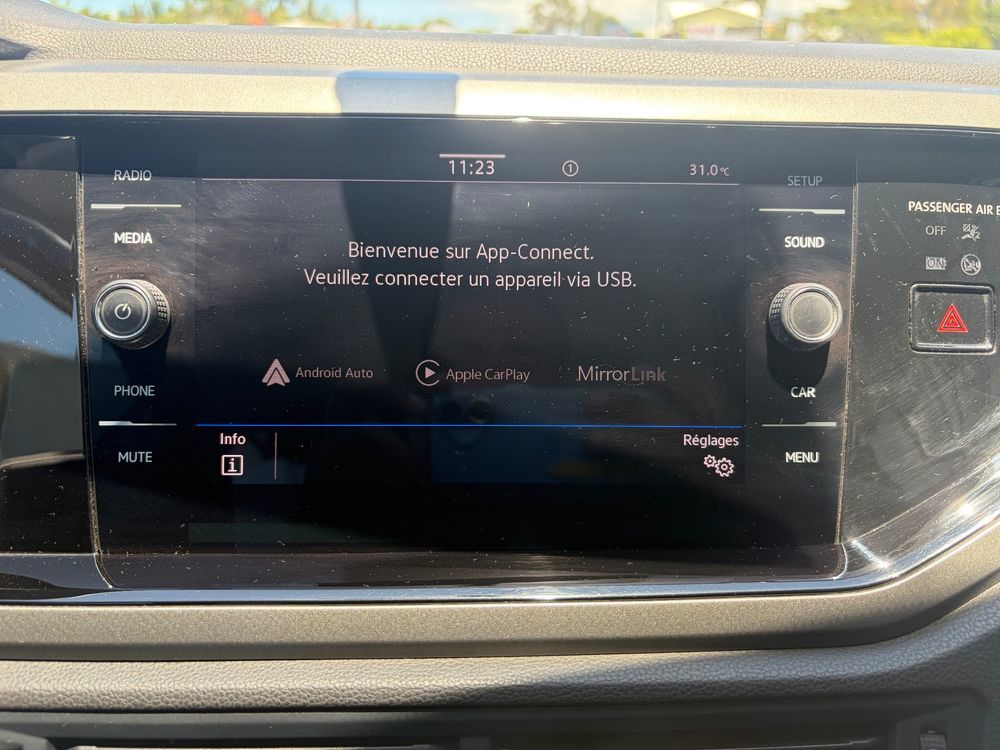 11:23
1
31.0°C
RADIO
SETUP
MEDIA
SOUND
PASSENGER AIR
OFF
ON
Bienvenue sur App-Connect.
Veuillez connecter un appareil via USB.
Android Auto
Apple CarPlay
MirrorLink
PHONE
CAR
Info
Réglages
MUTE
MENU